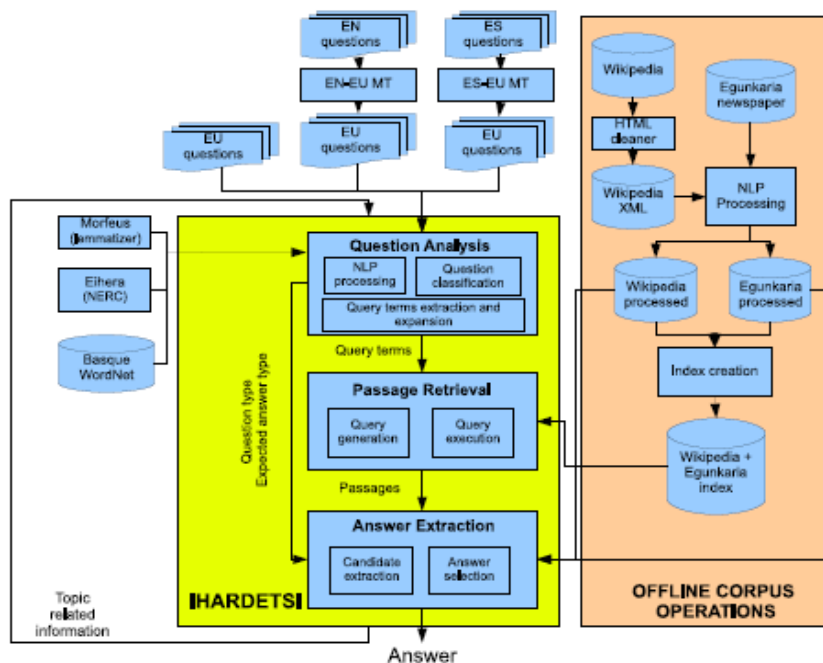 EN
questions
ES
questions
EN-EU MT
ES-EU MT
EU
questions
EU
questions
EU
questions
Wikipedia
Egunkaria
newspaper
HTML
cleaner
Wikipedia
XML
NLP
Processing
Wikipedia
processed
Egunkaria
processed
Index creation
Wikipedia +
Egunkaria
index
OFFLINE CORPUS
OPERATIONS
Morfeus
(lemmatizer)
Eihera
(NERC)
Basque
WordNet
Question Analysis
NLP
processing
Question
classification
Query terms extraction and
expansion
Query terms
Question type
Expected answer type
Passage Retrieval
Query
generation
Query
execution
Passages
Answer Extraction
Candidate
extraction
Answer
selection
IHARDETSI
Topic
related
information
Answer